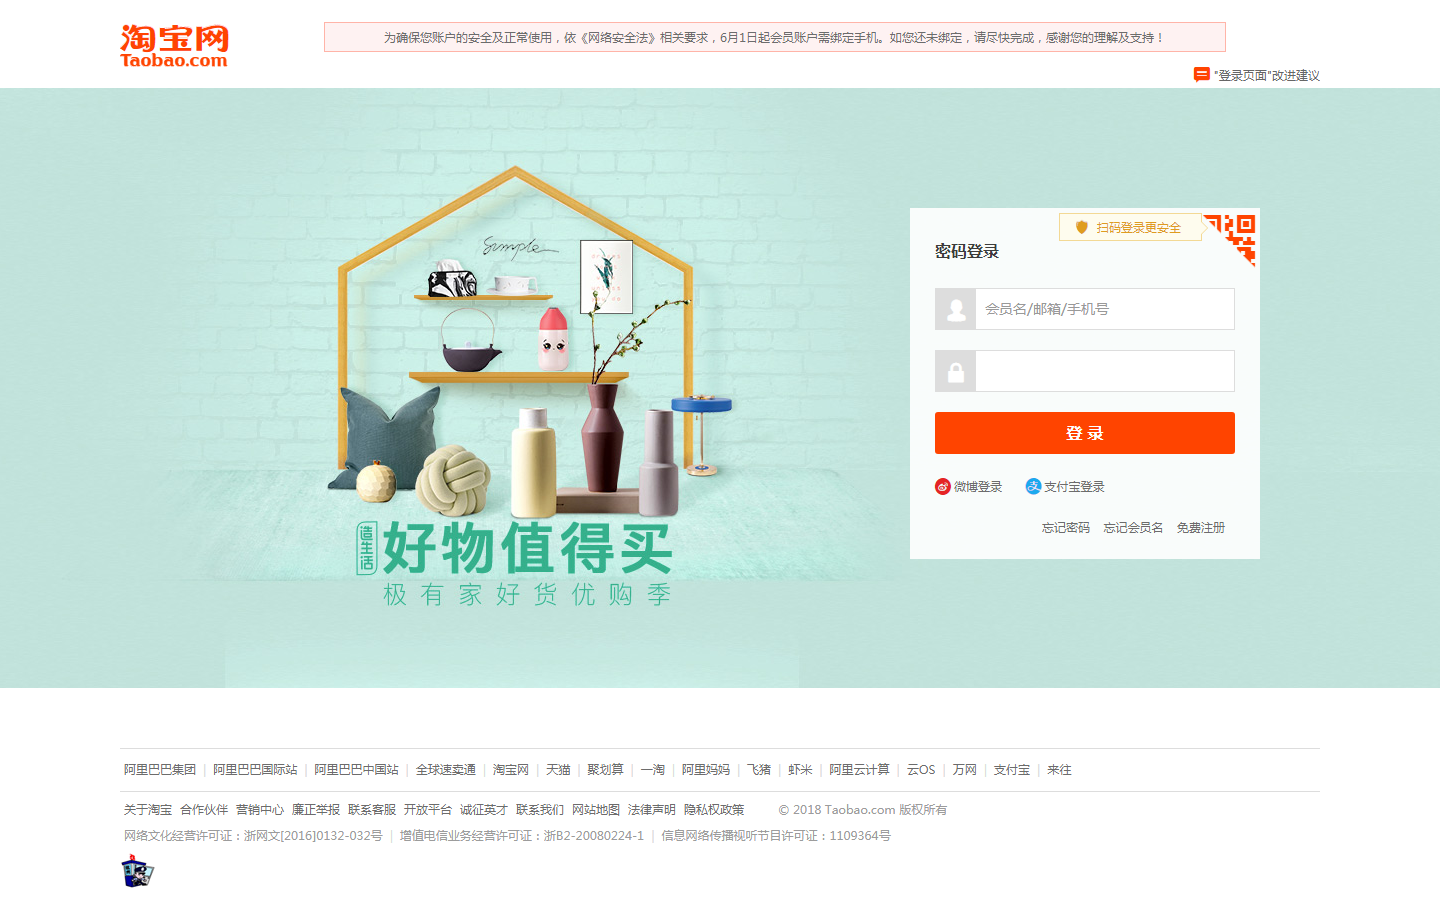 淘宝网
Taobao.com
为确保您账户的安全及正常使用，依《网络安全法》相关要求，6月1日起会员账户需绑定手机。如您还未绑定，请尽快完成，感谢您的理解及支持！
"登录页面"改进建议
Simple
造生活
好物值得买
极有家好货优购季
扫码登录更安全
密码登录
会员名/邮箱/手机号
登 录
微博登录 支付宝登录
忘记密码 忘记会员名 免费注册
阿里巴巴集团 | 阿里巴巴国际站 | 阿里巴巴中国站 | 全球速卖通 | 淘宝网 | 天猫 | 聚划算 | 一淘 | 阿里妈妈 | 飞猪 | 虾米 | 阿里云计算 | 云OS | 万网 | 支付宝 | 来往
关于淘宝 合作伙伴 营销中心 廉正举报 联系客服 开放平台 诚征英才 联系我们 网站地图 法律声明 隐私权政策 © 2018 Taobao.com 版权所有
网络文化经营许可证：浙网文[2016]0132-032号 | 增值电信业务经营许可证：浙B2-20080224-1 | 信息网络传播视听节目许可证：1109364号